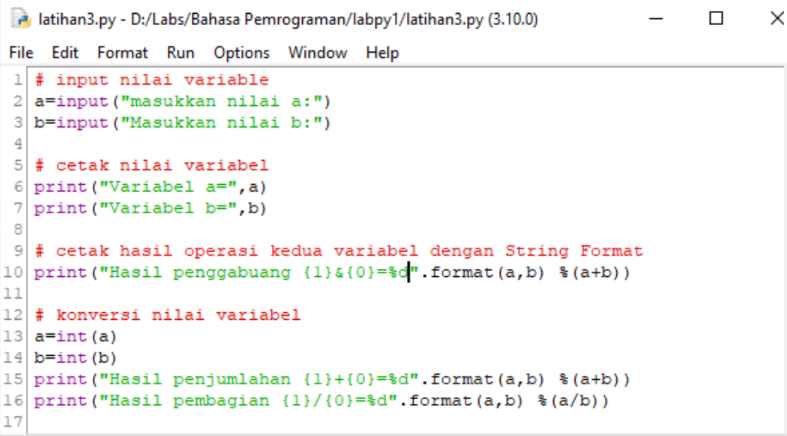 latihan3.py - D:/Labs/Bahasa Pemrograman/labpy1/latihan3.py (3.10.0)
File Edit Format Run Options Window Help
1 # input nilai variable
2 a=input("masukkan nilai a:")
3 b=input("Masukkan nilai b:")
4
5 # cetak nilai variabel
6 print("Variabel a=",a)
7 print("Variabel b=",b)
8
9 # cetak hasil operasi kedua variabel dengan String Format
10 print("Hasil penggabuang {1}&{0}=%d".format(a,b) %(a+b))
11
12 # konversi nilai variabel
13 a=int(a)
14 b=int(b)
15 print("Hasil penjumlahan {1}+{0}=%d".format(a,b) %(a+b))
16 print("Hasil pembagian {1}/{0}=%d".format(a,b) %(a/b))
17